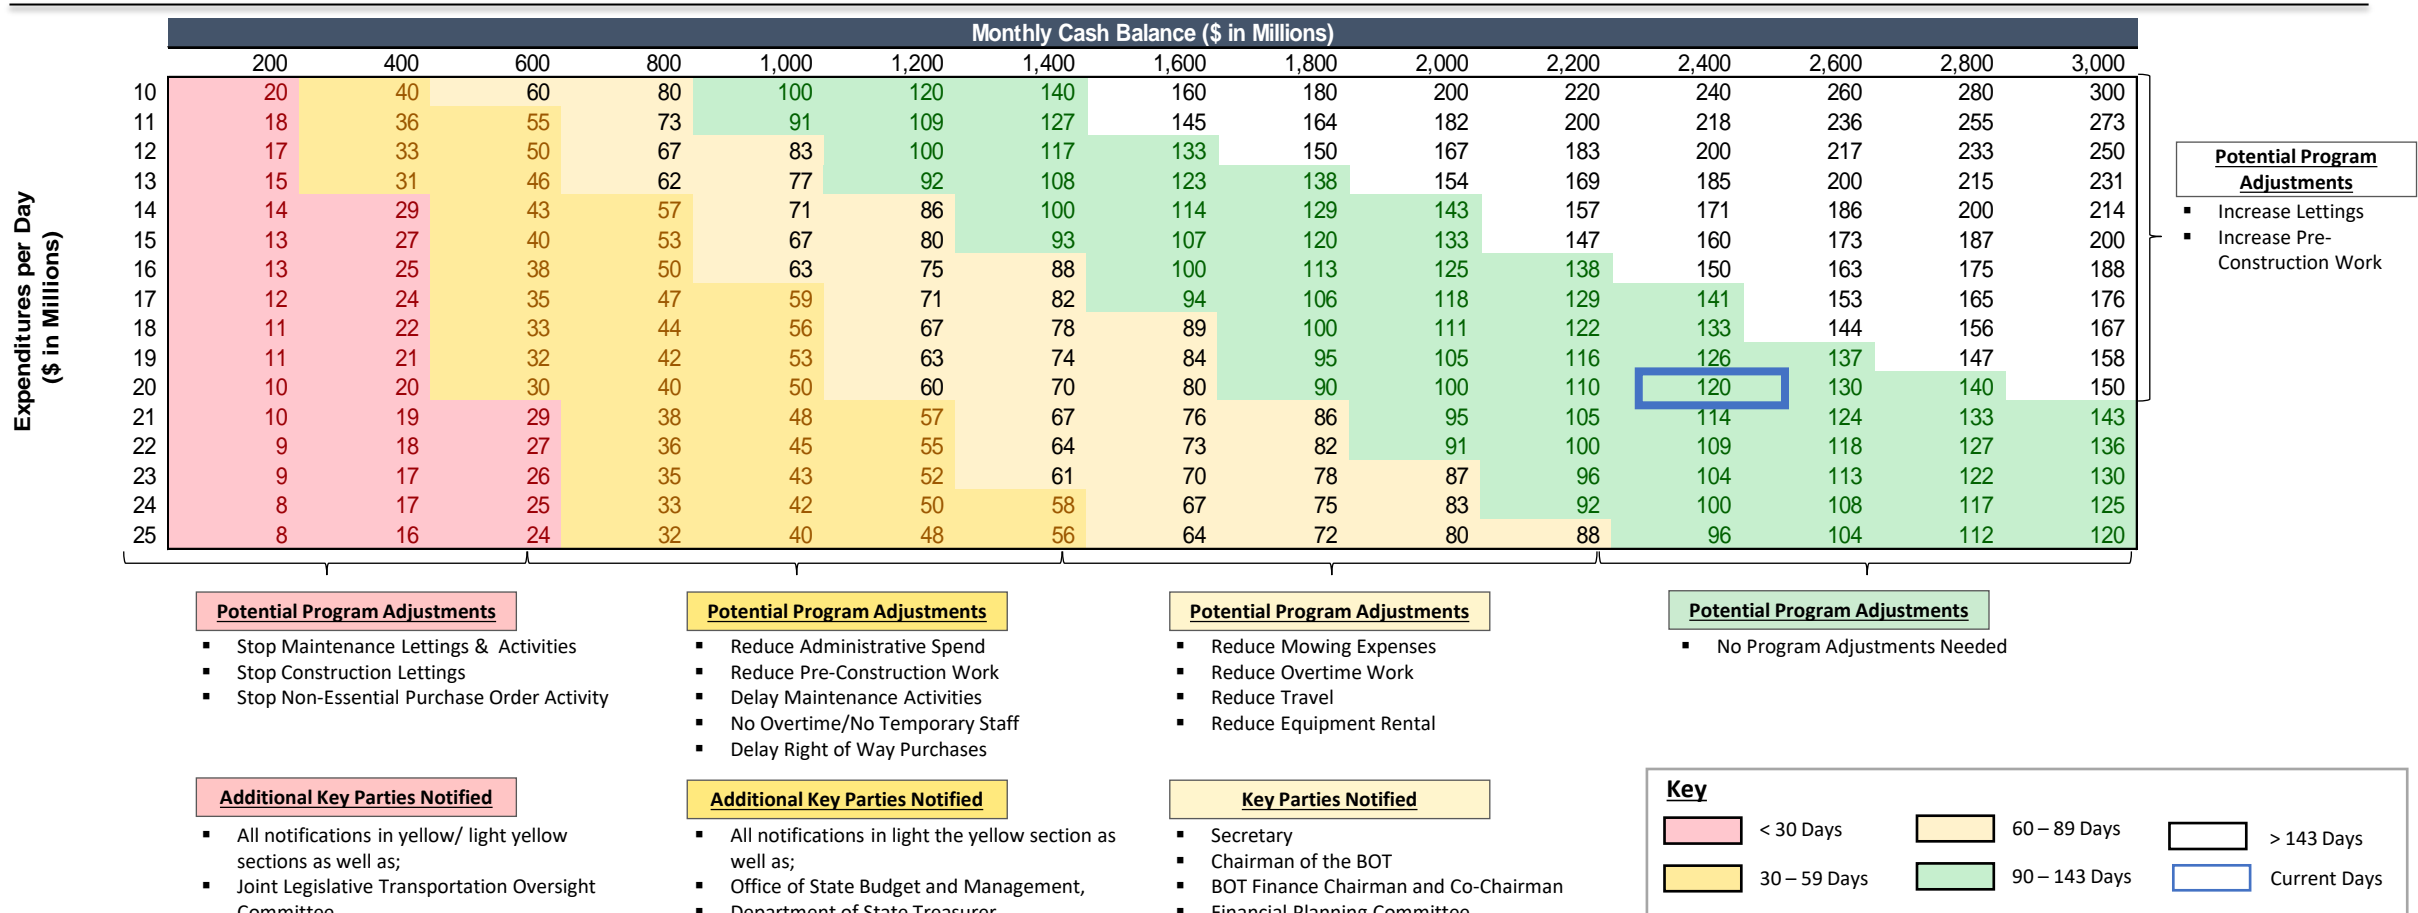 Monthly Cash Balance ($ in Millions)
200 400 600 800 1,000 1,200 1,400 1,600 1,800 2,000 2,200 2,400 2,600 2,800 3,000
Expenditures per Day
($ in Millions)
10 20 40 60 80 100 120 140 160 180 200 220 240 260 280 300
11 18 36 55 73 91 109 127 145 164 182 200 218 236 255 273
12 17 33 50 67 83 100 117 133 150 167 183 200 217 233 250
13 15 31 46 62 77 92 108 123 138 154 169 185 200 215 231
14 14 29 43 57 71 86 100 114 129 143 157 171 186 200 214
15 13 27 40 53 67 80 93 107 120 133 147 160 173 187 200
16 13 25 38 50 63 75 88 100 113 125 138 150 163 175 188
17 12 24 35 47 59 71 82 94 106 118 129 141 153 165 176
18 11 22 33 44 56 67 78 89 100 111 122 133 144 156 167
19 11 21 32 42 53 63 74 84 95 105 116 126 137 147 158
20 10 20 30 40 50 60 70 80 90 100 110 120 130 140 150
21 10 19 29 38 48 57 67 76 86 95 105 114 124 133 143
22 9 18 27 36 45 55 64 73 82 91 100 109 118 127 136
23 9 17 26 35 43 52 61 70 78 87 96 104 113 122 130
24 8 17 25 33 42 50 58 67 75 83 92 100 108 117 125
25 8 16 24 32 40 48 56 64 72 80 88 96 104 112 120
Potential Program
Adjustments
▪ Increase Lettings
▪ Increase Pre-
Construction Work
Potential Program Adjustments
▪ Stop Maintenance Lettings & Activities
▪ Stop Construction Lettings
▪ Stop Non-Essential Purchase Order Activity
Potential Program Adjustments
▪ Reduce Administrative Spend
▪ Reduce Pre-Construction Work
▪ Delay Maintenance Activities
▪ No Overtime/No Temporary Staff
▪ Delay Right of Way Purchases
Potential Program Adjustments
▪ Reduce Mowing Expenses
▪ Reduce Overtime Work
▪ Reduce Travel
▪ Reduce Equipment Rental
Potential Program Adjustments
▪ No Program Adjustments Needed
Additional Key Parties Notified
▪ All notifications in yellow/ light yellow
sections as well as;
▪ Joint Legislative Transportation Oversight
Committee
Additional Key Parties Notified
▪ All notifications in light the yellow section as
well as;
▪ Office of State Budget and Management,
▪ Department of State Treasurer
Key Parties Notified
▪ Secretary
▪ Chairman of the BOT
▪ BOT Finance Chairman and Co-Chairman
▪ Financial Planning Committee
Key
< 30 Days
60 – 89 Days
> 143 Days
30 – 59 Days
90 – 143 Days
Current Days